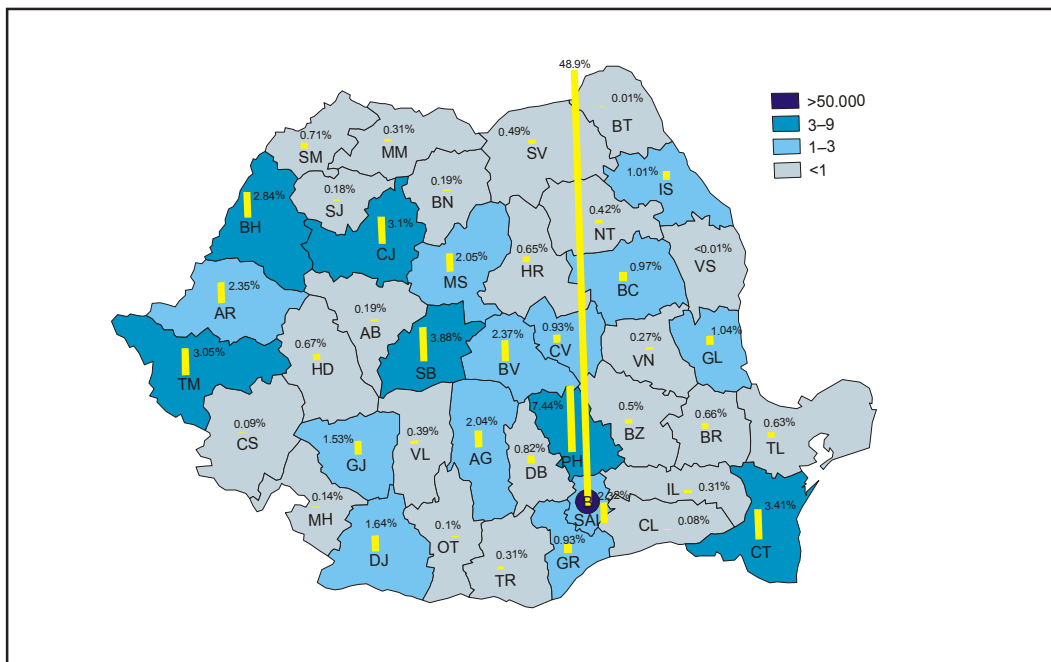 48.9%
>50.000
3–9
1–3
<1
0.01%
BT
0.71%
SM
0.31%
MM
0.49%
SV
1.01%
IS
2.84%
BH
0.18%
SJ
0.19%
BN
3.1%
CJ
0.42%
NT
<0.01%
VS
2.05%
MS
0.65%
HR
0.97%
BC
2.35%
AR
0.19%
AB
3.88%
SB
2.37%
BV
0.93%
CV
0.27%
VN
1.04%
GL
3.05%
TM
0.67%
HD
0.09%
CS
1.53%
GJ
0.39%
VL
2.04%
AG
0.82%
DB
7.44%
PH
0.5%
BZ
0.66%
BR
0.63%
TL
0.14%
MH
1.64%
DJ
0.1%
OT
0.31%
TR
0.93%
GR
B
2.32%
SAI
IL
0.31%
CL
0.08%
3.41%
CT